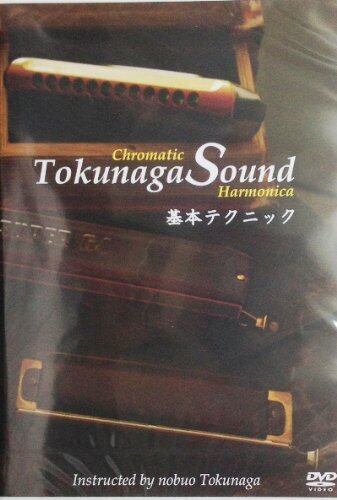 Chromatic
TokunagaSound
Harmonica
基本テクニック
Instructed by nobuo Tokunaga
DVD
VIDEO